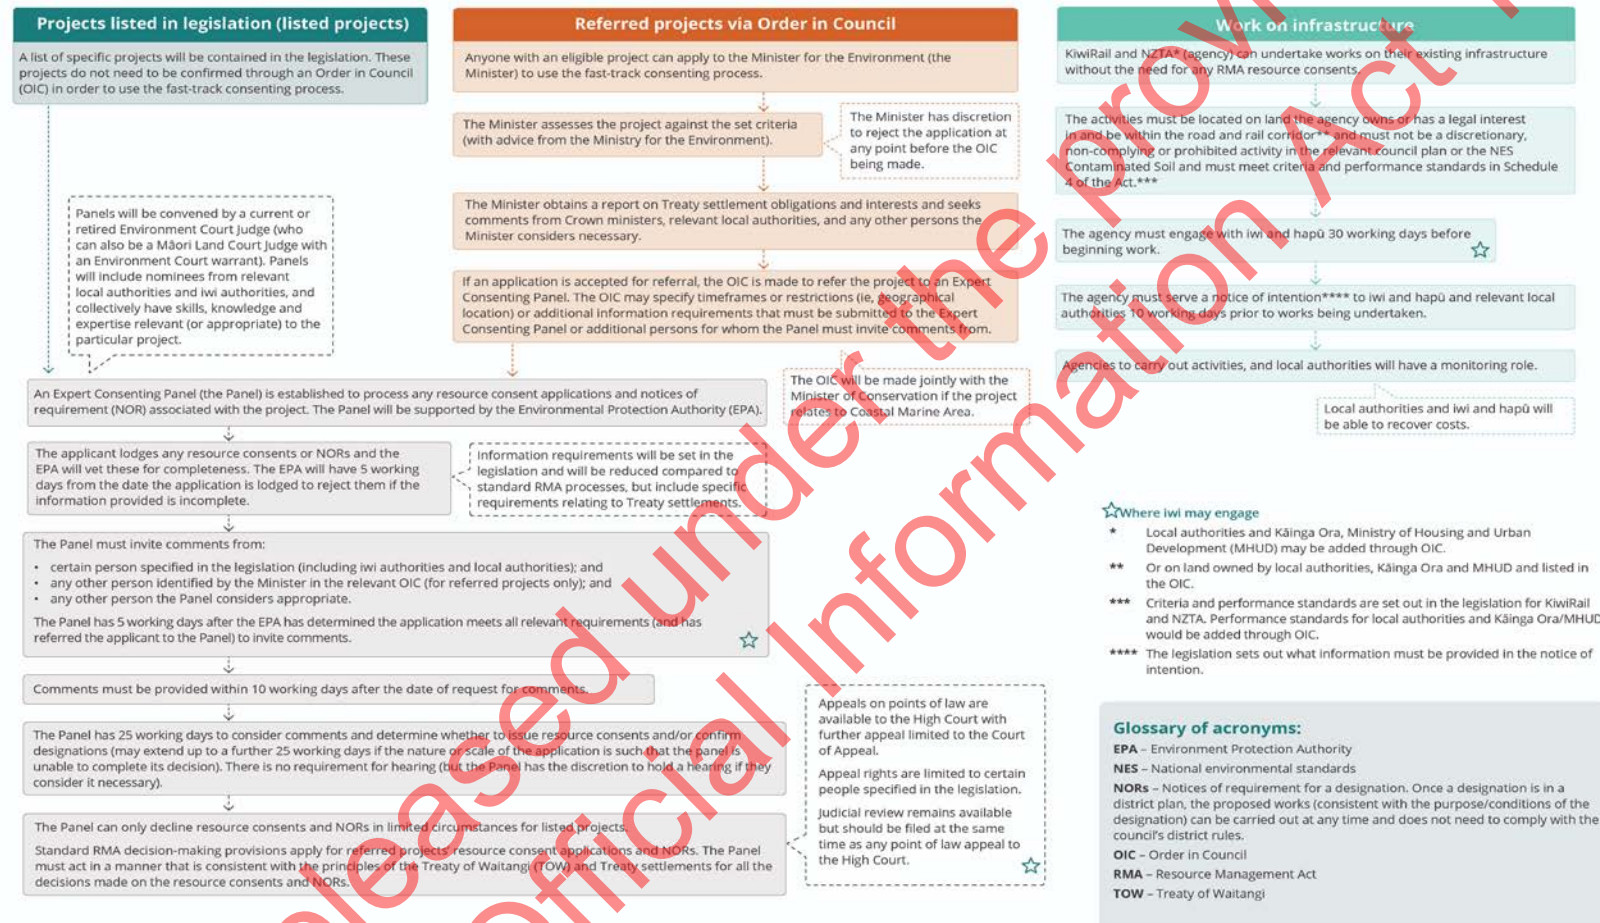 Projects listed in legislation (listed projects)
A list of specific projects will be contained in the legislation. These
projects do not need to be confirmed through an Order in Council
(OIC) in order to use the fast-track consenting process.
Panels will be convened by a current or
retired Environment Court Judge (who
can also be a Māori Land Court Judge with
an Environment Court warrant). Panels
will include nominees from relevant
local authorities and iwi authorities, and
collectively have skills, knowledge and
expertise relevant (or appropriate) to the
particular project.
Referred projects via Order in Council
Anyone with an eligible project can apply to the Minister for the Environment (the
Minister) to use the fast-track consenting process.
The Minister assesses the project against the set criteria
(with advice from the Ministry for the Environment).
The Minister has discretion
to reject the application at
any point before the OIC
being made.
The Minister obtains a report on Treaty settlement obligations and interests and seeks
comments from Crown ministers, relevant local authorities, and any other persons the
Minister considers necessary.
If an application is accepted for referral, the OIC is made to refer the project to an Expert
Consenting Panel. The OIC may specify timeframes or restrictions (ie, geographical
location) or additional information requirements that must be submitted to the Expert
Consenting Panel or additional persons for whom the Panel must invite comments from.
The OIC will be made jointly with the
Minister of Conservation if the project
relates to Coastal Marine Area.
An Expert Consenting Panel (the Panel) is established to process any resource consent applications and notices of
requirement (NOR) associated with the project. The Panel will be supported by the Environmental Protection Authority (EPA).
The applicant lodges any resource consents or NORs and the
EPA will vet these for completeness. The EPA will have 5 working
days from the date the application is lodged to reject them if the
information provided is incomplete.
Information requirements will be set in the
legislation and will be reduced compared to
standard RMA processes, but include specific
requirements relating to Treaty settlements.
The Panel must invite comments from:
• certain person specified in the legislation (including iwi authorities and local authorities); and
• any other person identified by the Minister in the relevant OIC (for referred projects only); and
• any other person the Panel considers appropriate.
The Panel has 5 working days after the EPA has determined the application meets all relevant requirements (and has
referred the applicant to the Panel) to invite comments.
Comments must be provided within 10 working days after the date of request for comments.
The Panel has 25 working days to consider comments and determine whether to issue resource consents and/or confirm
designations (may extend up to a further 25 working days if the nature or scale of the application is such that the panel is
unable to complete its decision). There is no requirement for hearing (but the Panel has the discretion to hold a hearing if they
consider it necessary).
The Panel can only decline resource consents and NORs in limited circumstances for listed projects.
Standard RMA decision-making provisions apply for referred projects' resource consent applications and NORs. The Panel
must act in a manner that is consistent with the principles of the Treaty of Waitangi (TOW) and Treaty settlements for all the
decisions made on the resource consents and NORs.
Appeals on points of law are
available to the High Court with
further appeal limited to the Court
of Appeal.
Appeal rights are limited to certain
people specified in the legislation.
Judicial review remains available
but should be filed at the same
time as any point of law appeal to
the High Court.
Work on infrastructure
KiwiRail and NZTA* (agency) can undertake works on their existing infrastructure
without the need for any RMA resource consents.
The activities must be located on land the agency owns or has a legal interest
in and be within the road and rail corridor** and must not be a discretionary,
non-complying or prohibited activity in the relevant council plan or the NES
Contaminated Soil and must meet criteria and performance standards in Schedule
4 of the Act.***
The agency must engage with iwi and hapū 30 working days before
beginning work.
The agency must serve a notice of intention**** to iwi and hapū and relevant local
authorities 10 working days prior to works being undertaken.
Agencies to carry out activities, and local authorities will have a monitoring role.
Local authorities and iwi and hapū will
be able to recover costs.
Where iwi may engage
* Local authorities and Kāinga Ora, Ministry of Housing and Urban
Development (MHUD) may be added through OIC.
** Or on land owned by local authorities, Kāinga Ora and MHUD and listed in
the OIC.
*** Criteria and performance standards are set out in the legislation for KiwiRail
and NZTA. Performance standards for local authorities and Kāinga Ora/MHUD
would be added through OIC.
**** The legislation sets out what information must be provided in the notice of
intention.
Glossary of acronyms:
EPA – Environment Protection Authority
NES – National environmental standards
NORs – Notices of requirement for a designation. Once a designation is in a
district plan, the proposed works (consistent with the purpose/conditions of the
designation) can be carried out at any time and does not need to comply with the
council's district rules.
OIC – Order in Council
RMA – Resource Management Act
TOW – Treaty of Waitangi
under the
Official Information Act